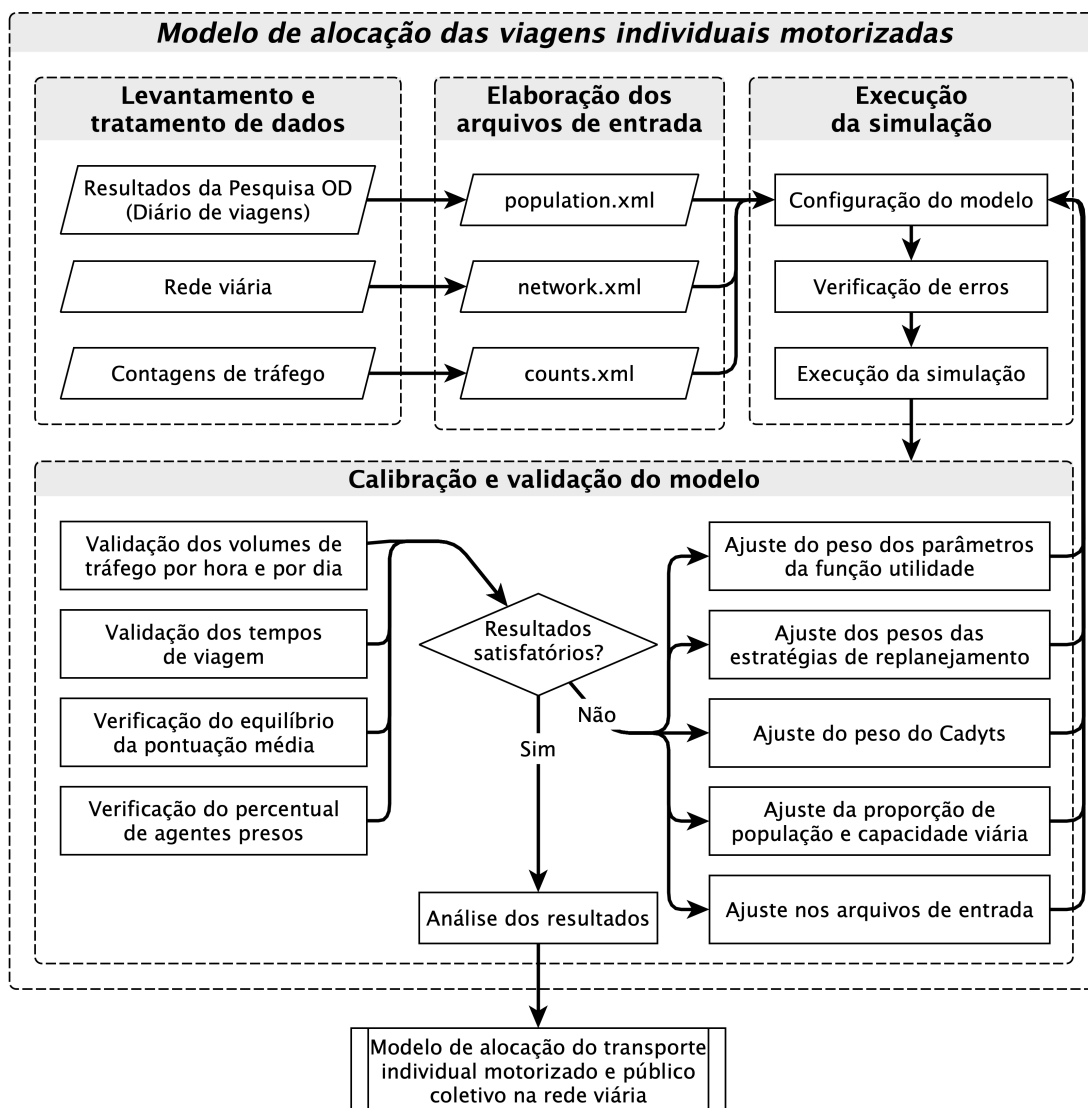 Modelo de alocação das viagens individuais motorizadas
Levantamento e
tratamento de dados
Resultados da Pesquisa OD
(Diário de viagens)
Rede viária
Contagens de tráfego
Elaboração dos
arquivos de entrada
population.xml
network.xml
counts.xml
Execução
da simulação
Configuração do modelo
Verificação de erros
Execução da simulação
Calibração e validação do modelo
Validação dos volumes de
tráfego por hora e por dia
Validação dos tempos
de viagem
Verificação do equilíbrio
da pontuação média
Verificação do percentual
de agentes presos
Resultados
satisfatórios?
Não
Sim
Ajuste do peso dos parâmetros
da função utilidade
Ajuste dos pesos das
estratégias de replanejamento
Ajuste do peso do Cadyts
Ajuste da proporção de
população e capacidade viária
Ajuste nos arquivos de entrada
Análise dos resultados
Modelo de alocação do transporte
individual motorizado e público
coletivo na rede viária